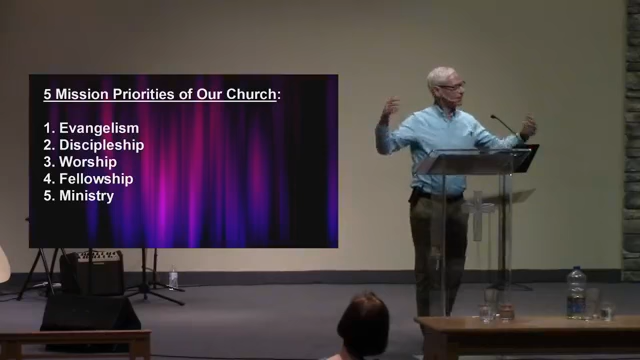 5 Mission Priorities of Our Church:
1. Evangelism
2. Discipleship
3. Worship
4. Fellowship
5. Ministry